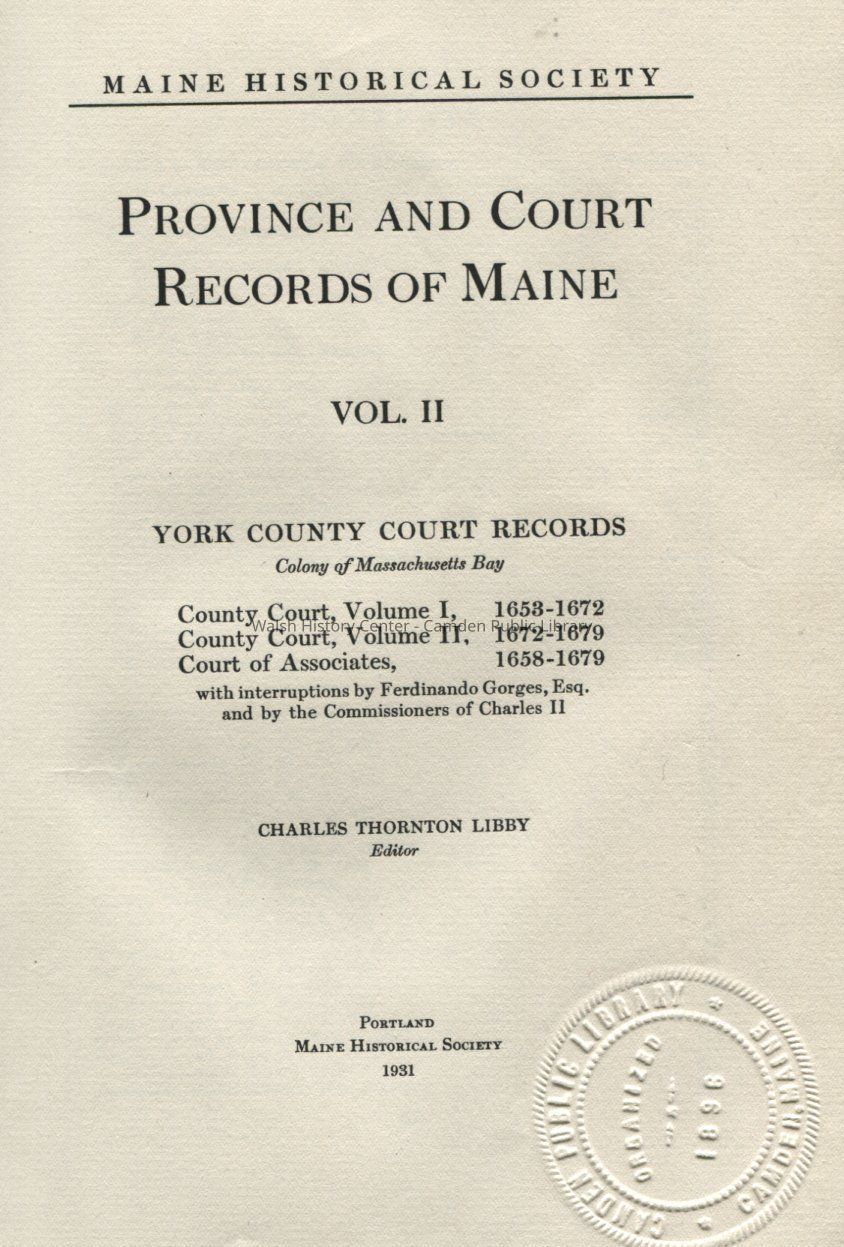 MAINE HISTORICAL SOCIETY
PROVINCE AND COURT
RECORDS OF MAINE
VOL. II
YORK COUNTY COURT RECORDS
Colony of Massachusetts Bay
County Court, Volume I, 1653-1672
Walsh History Center - Camden Public Library
County Court, Volume II, 1672-1679
Court of Associates, 1658-1679
with interruptions by Ferdinando Gorges, Esq.
and by the Commissioners of Charles II
CHARLES THORNTON LIBBY
Editor
PORTLAND
MAINE HISTORICAL SOCIETY
1931
CAMDEN PUBLIC LIBRARY
CAMDEN, MAINE
ORGANIZED
1896